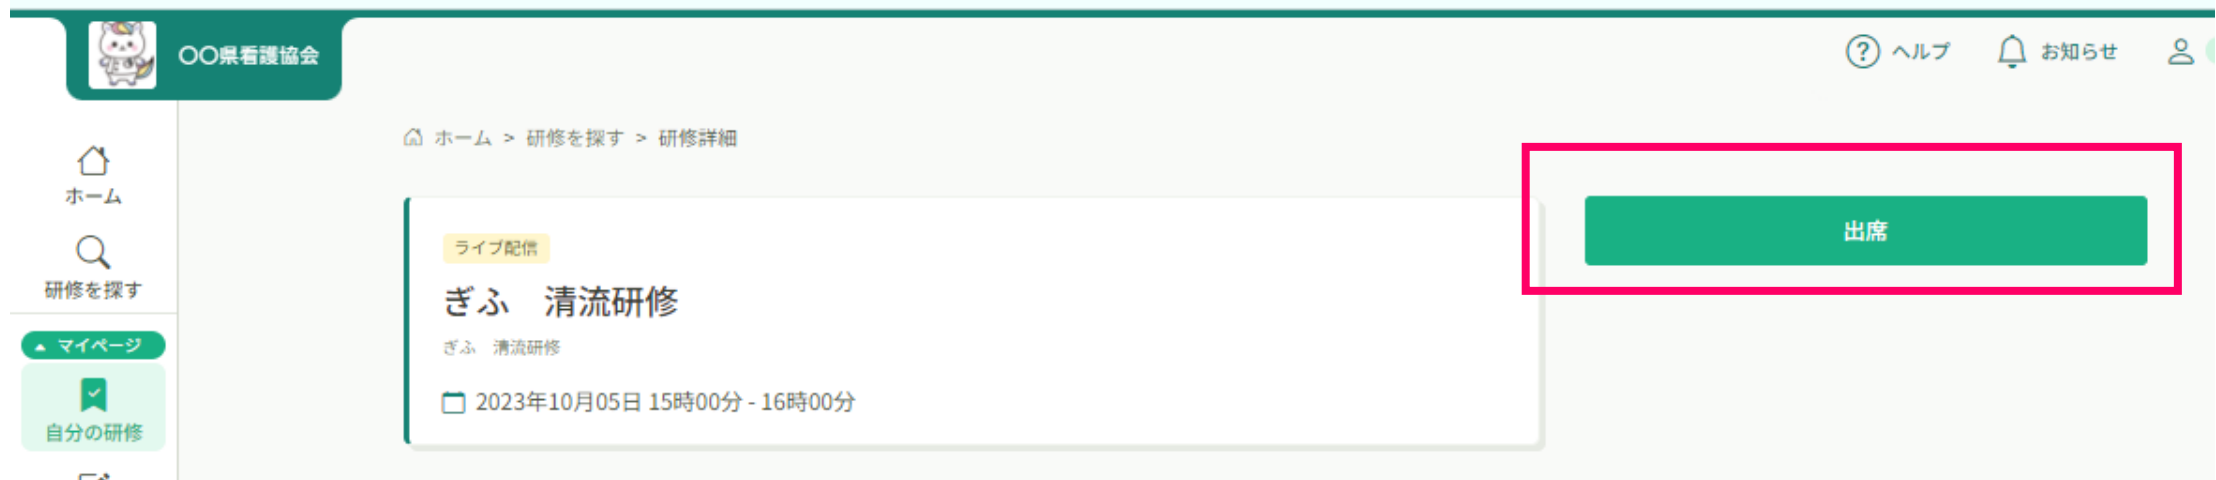 〇〇県看護協会
ヘルプ
お知らせ
ホーム > 研修を探す > 研修詳細
ホーム
研修を探す
マイページ
自分の研修
ライブ配信
ぎふ 清流研修
ぎふ 清流研修
2023年10月05日 15時00分 - 16時00分
出席